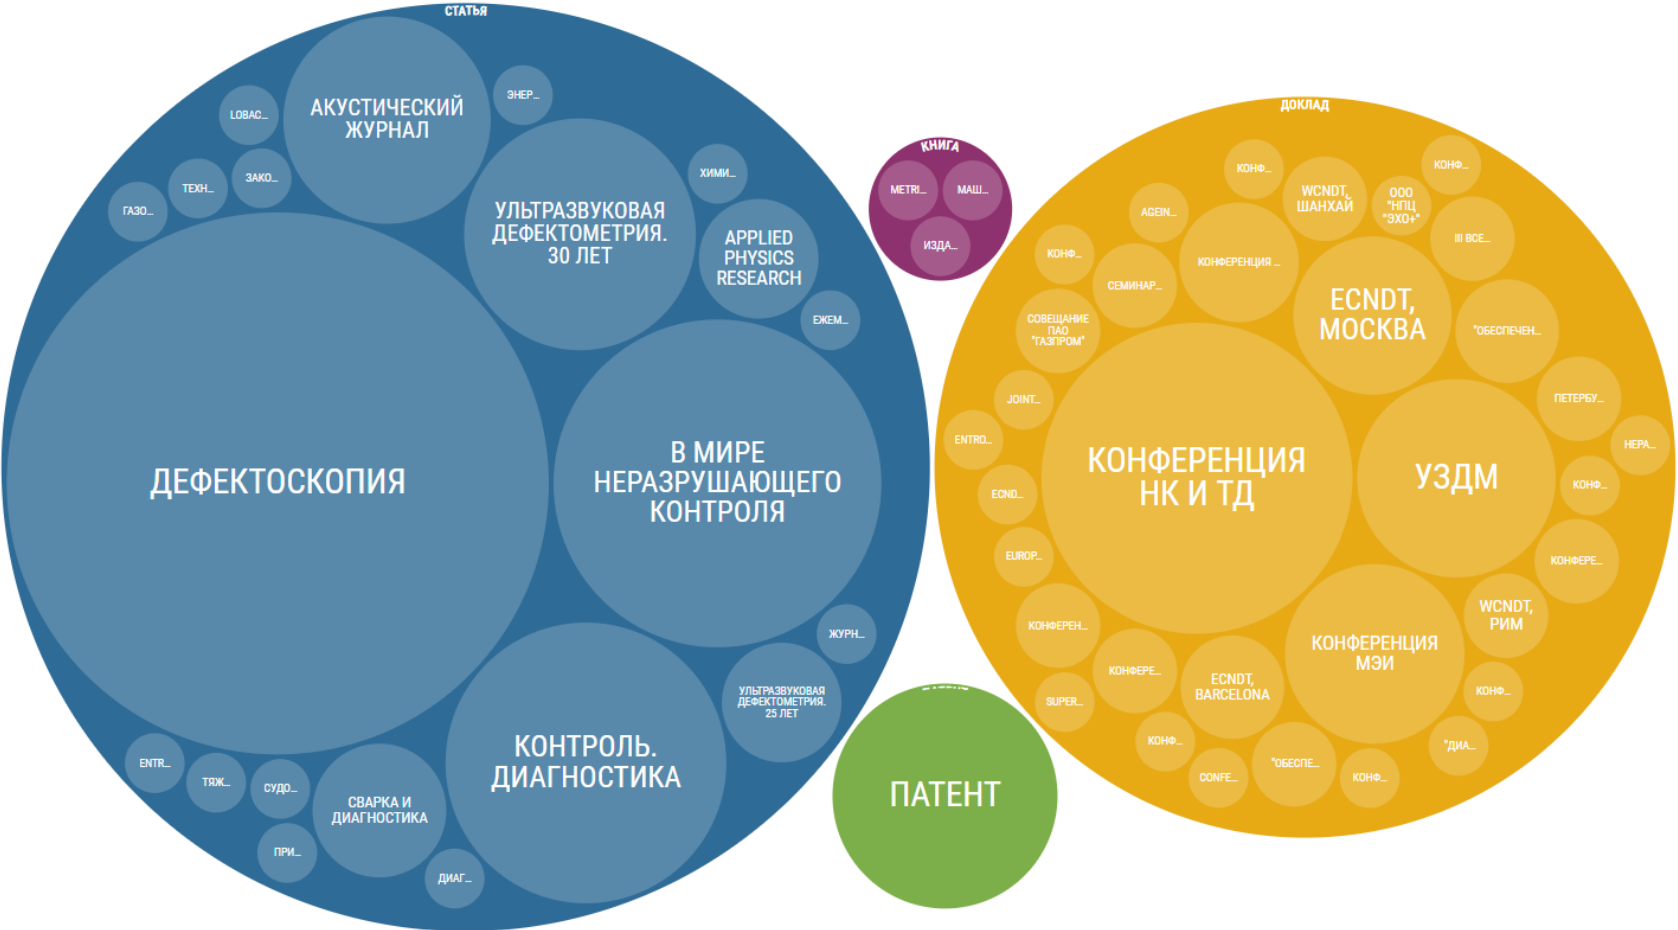 СТАТЬЯ
АКУСТИЧЕСКИЙ
ЖУРНАЛ
ЭНЕР...
LOBAC...
ЗАКО...
ТЕХН...
ГАЗО...
УЛЬТРАЗВУКОВАЯ
ДЕФЕКТОМЕТРИЯ.
30 ЛЕТ
ХИМИ...
APPLIED
PHYSICS
RESEARCH
ЕЖЕМ...
ДЕФЕКТОСКОПИЯ
В МИРЕ
НЕРАЗРУШАЮЩЕГО
КОНТРОЛЯ
ЖУРН...
УЛЬТРАЗВУКОВАЯ
ДЕФЕКТОМЕТРИЯ.
25 ЛЕТ
КОНТРОЛЬ.
ДИАГНОСТИКА
ENTR...
ТЯЖ...
СУДО...
СВАРКА И
ДИАГНОСТИКА
ПРИ...
ДИАГ...
КНИГА
METRI...
МАШ...
ИЗДА...
ПАТЕНТ
ДОКЛАД
КОНФ...
WCNDT,
ШАНХАЙ
ООО
"НПЦ
"ЭХО+"
КОНФ...
AGEIN...
III ВСЕ...
КОНФ...
СЕМИНАР...
КОНФЕРЕНЦИЯ ...
ECNDT,
МОСКВА
СОВЕЩАНИЕ
ПАО
"ГАЗПРОМ"
"ОБЕСПЕЧЕН...
JOINT...
ПЕТЕРБУ...
ENTRO...
НЕРА...
КОНФЕРЕНЦИЯ
НК И ТД
УЗДМ
КОНФ...
ECND...
EUROP...
КОНФЕРЕ...
WCNDT,
РИМ
КОНФЕРЕН...
КОНФЕРЕНЦИЯ
МЭИ
КОНФЕРЕ...
ECNDT,
BARCELONA
КОНФ...
SUPER...
КОНФ...
"ДИА...
CONFE...
"ОБЕСПЕ...
КОНФ...